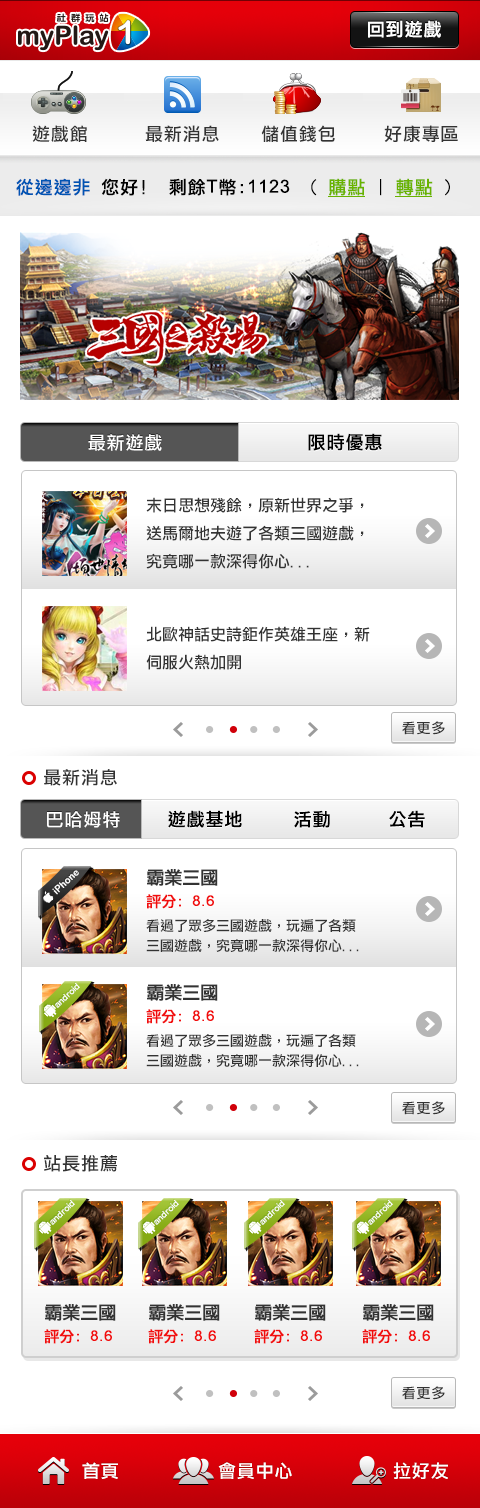 社群玩站
myPlay 1
回到遊戲
遊戲館
最新消息
儲值錢包
好康專區
從邊邊非 您好! 剩餘T幣:1123 ( 購點 | 轉點 )
三國之殺場
最新遊戲
限時優惠
末日思想殘餘，原新世界之爭，
送馬爾地夫遊了各類三國遊戲，
究竟哪一款深得你心...
北歐神話史詩鉅作英雄王座，新
伺服火熱加開
看更多
最新消息
巴哈姆特
遊戲基地
活動
公告
iPhone
霸業三國
評分: 8.6
看過了眾多三國遊戲，玩遍了各類
三國遊戲，究竟哪一款深得你心...
android
霸業三國
評分: 8.6
看過了眾多三國遊戲，玩遍了各類
三國遊戲，究竟哪一款深得你心...
看更多
站長推薦
android
android
android
android
霸業三國
評分: 8.6
霸業三國
評分: 8.6
霸業三國
評分: 8.6
霸業三國
評分: 8.6
看更多
首頁
會員中心
拉好友